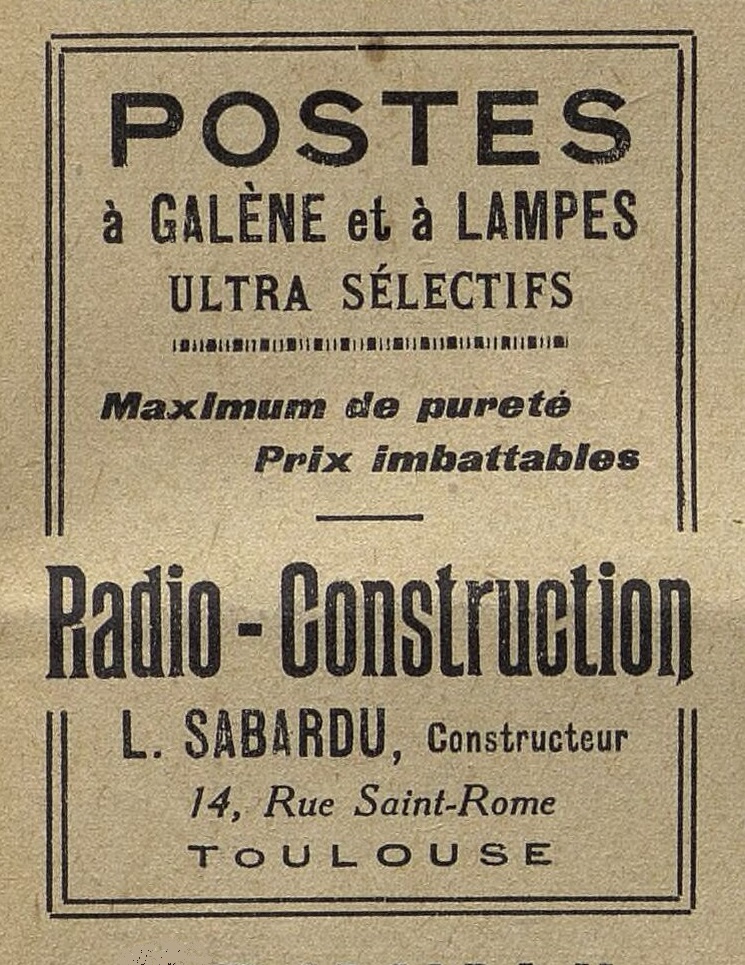 POSTES
à GALÈNE et à LAMPES
ULTRA SÉLECTIFS
Maximum de pureté
Prix imbattables
Radio - Construction
L. SABARDU, Constructeur
14, Rue Saint-Rome
TOULOUSE